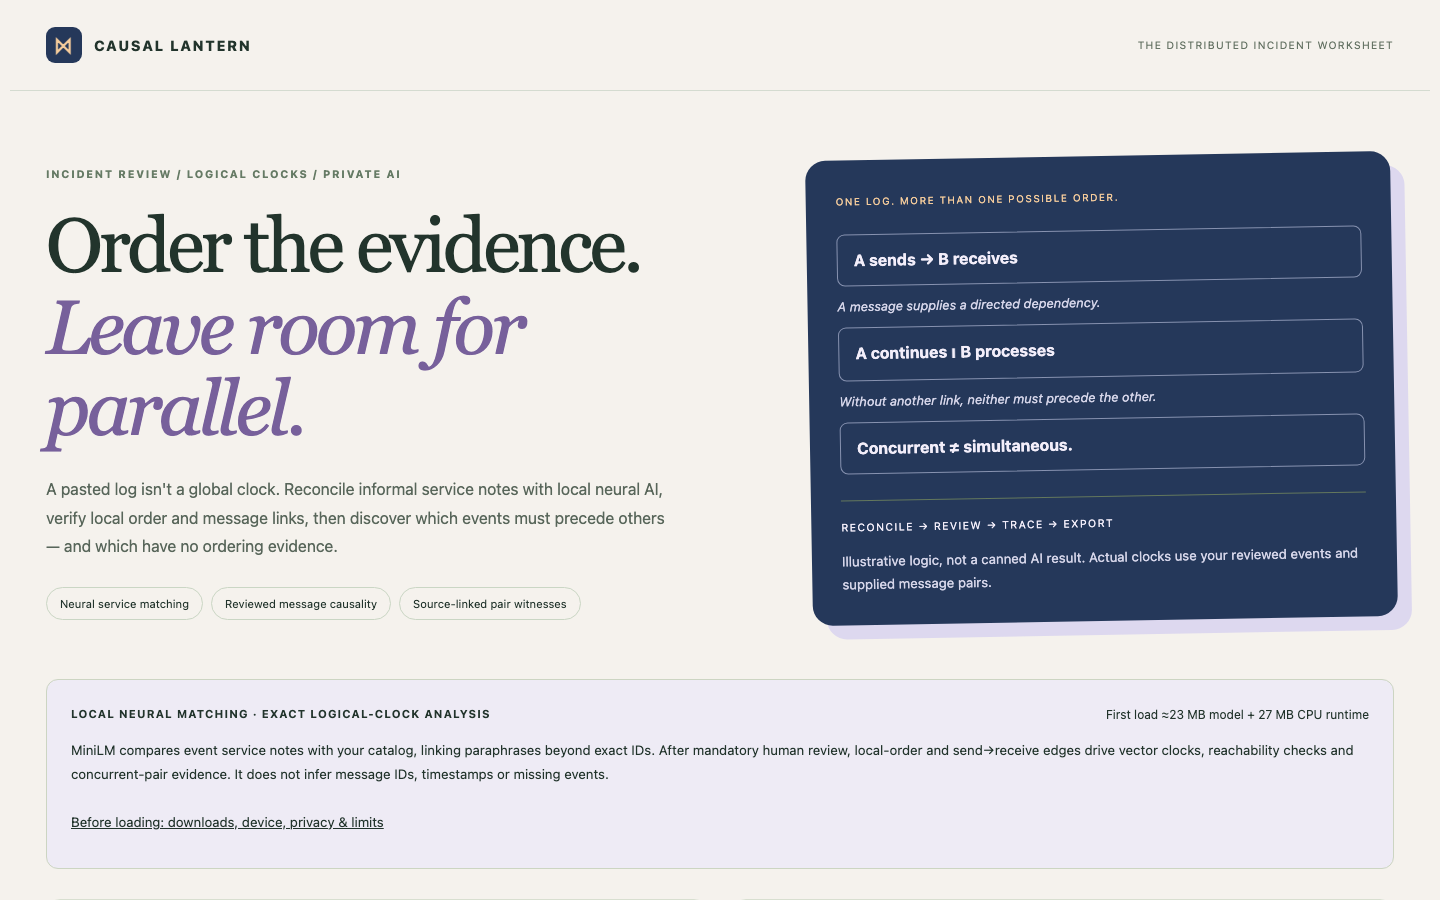 CAUSAL LANTERN
THE DISTRIBUTED INCIDENT WORKSHEET
INCIDENT REVIEW / LOGICAL CLOCKS / PRIVATE AI
Order the evidence.
Leave room for
parallel.
A pasted log isn't a global clock. Reconcile informal service notes with local neural AI,
verify local order and message links, then discover which events must precede others
— and which have no ordering evidence.
Neural service matching
Reviewed message causality
Source-linked pair witnesses
ONE LOG. MORE THAN ONE POSSIBLE ORDER.
A sends → B receives
A message supplies a directed dependency.
A continues ı B processes
Without another link, neither must precede the other.
Concurrent ≠ simultaneous.
RECONCILE → REVIEW → TRACE → EXPORT
Illustrative logic, not a canned AI result. Actual clocks use your reviewed events and
supplied message pairs.
LOCAL NEURAL MATCHING · EXACT LOGICAL-CLOCK ANALYSIS
First load ≈23 MB model + 27 MB CPU runtime
MiniLM compares event service notes with your catalog, linking paraphrases beyond exact IDs. After mandatory human review, local-order and send→receive edges drive vector clocks, reachability checks and
concurrent-pair evidence. It does not infer message IDs, timestamps or missing events.
Before loading: downloads, device, privacy & limits